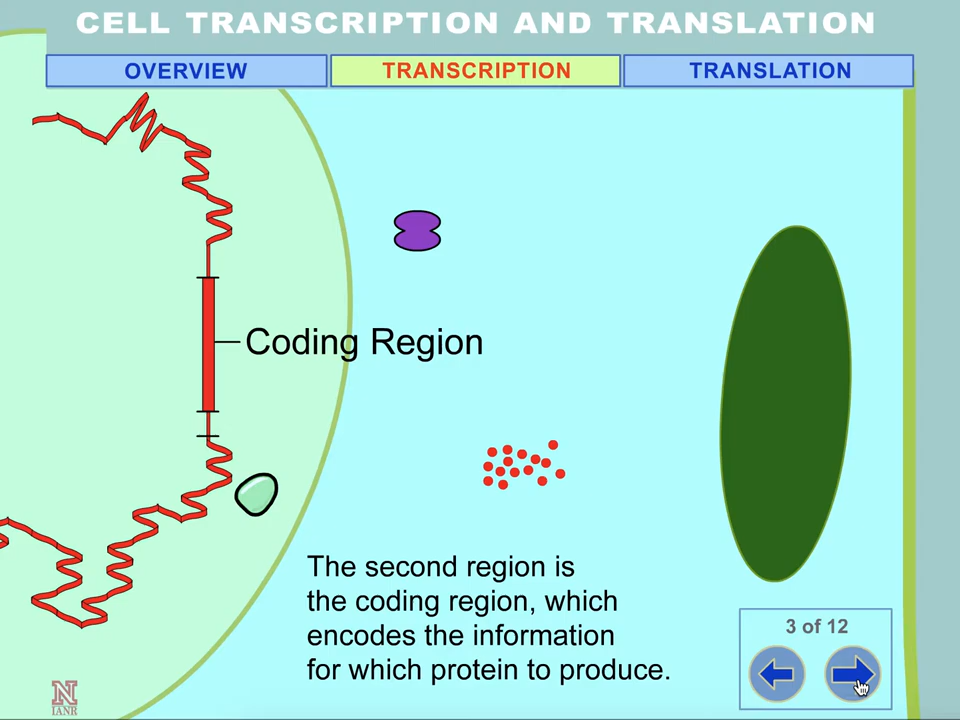 CELL TRANSCRIPTION AND TRANSLATION
OVERVIEW
TRANSCRIPTION
TRANSLATION
Coding Region
The second region is
the coding region, which
encodes the information
for which protein to produce.
3 of 12
N
IANR